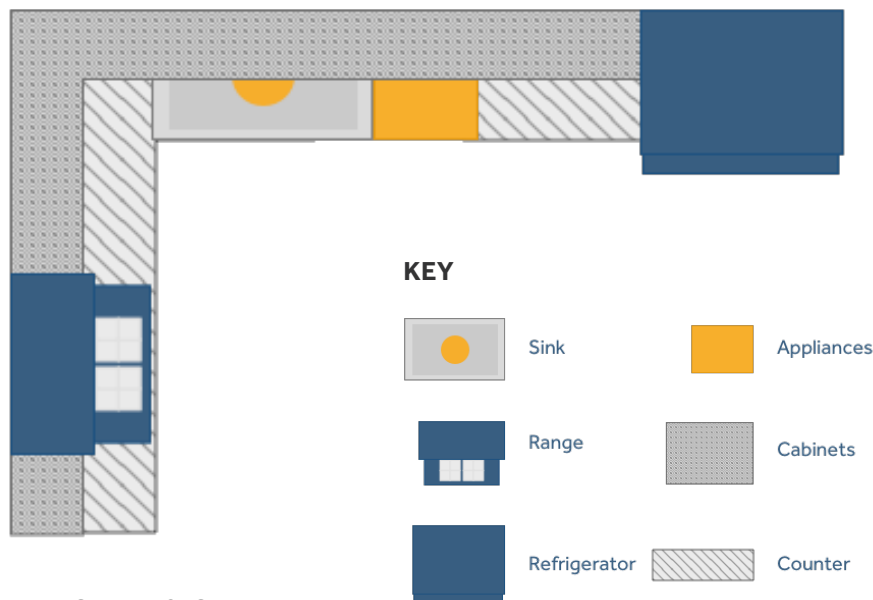 KEY
Sink
Appliances
Range
Cabinets
Refrigerator
Counter